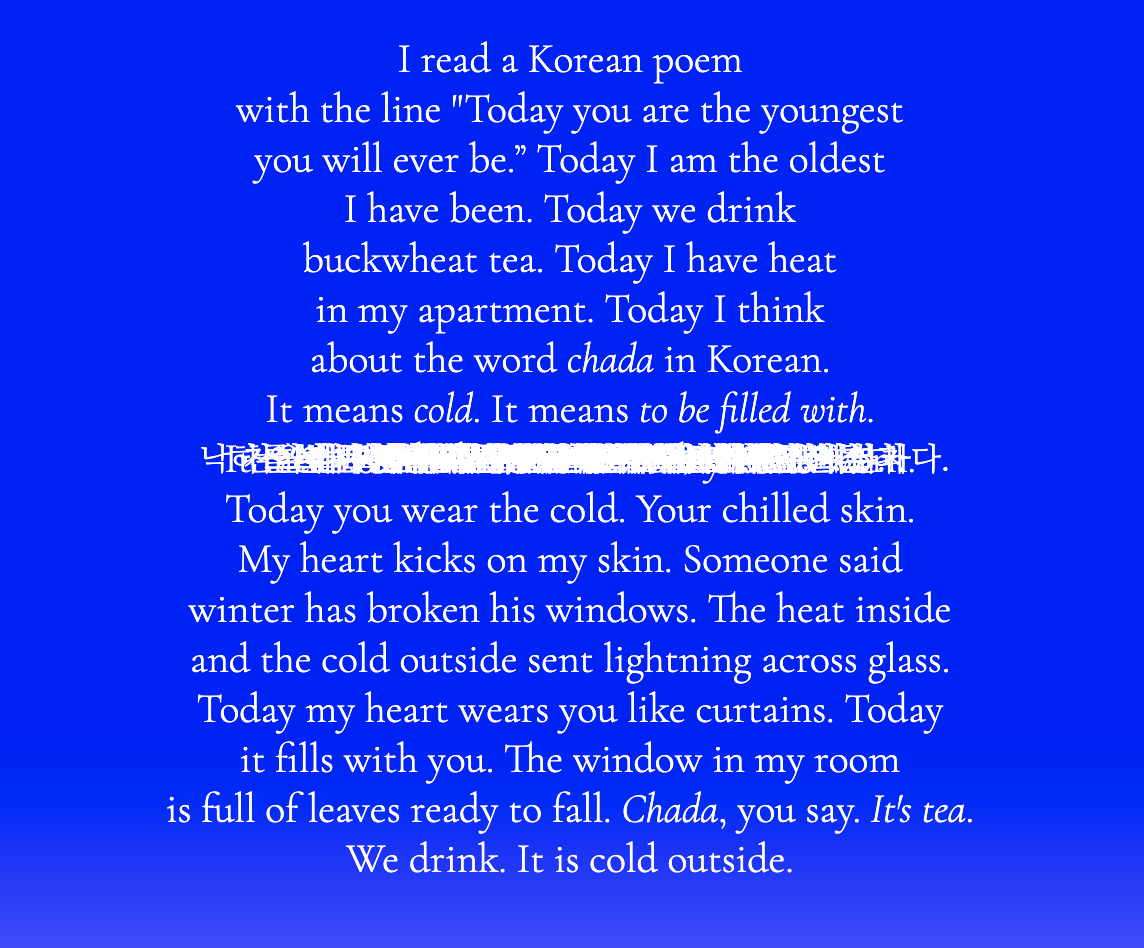 I read a Korean poem
with the line "Today you are the youngest
you will ever be.” Today I am the oldest
I have been. Today we drink
buckwheat tea. Today I have heat
in my apartment. Today I think
about the word chada in Korean.
It means cold. It means to be filled with.
Today you wear the cold. Your chilled skin.
My heart kicks on my skin. Someone said
winter has broken his windows. The heat inside
and the cold outside sent lightning across glass.
Today my heart wears you like curtains. Today
it fills with you. The window in my room
is full of leaves ready to fall. Chada, you say. It's tea.
We drink. It is cold outside.